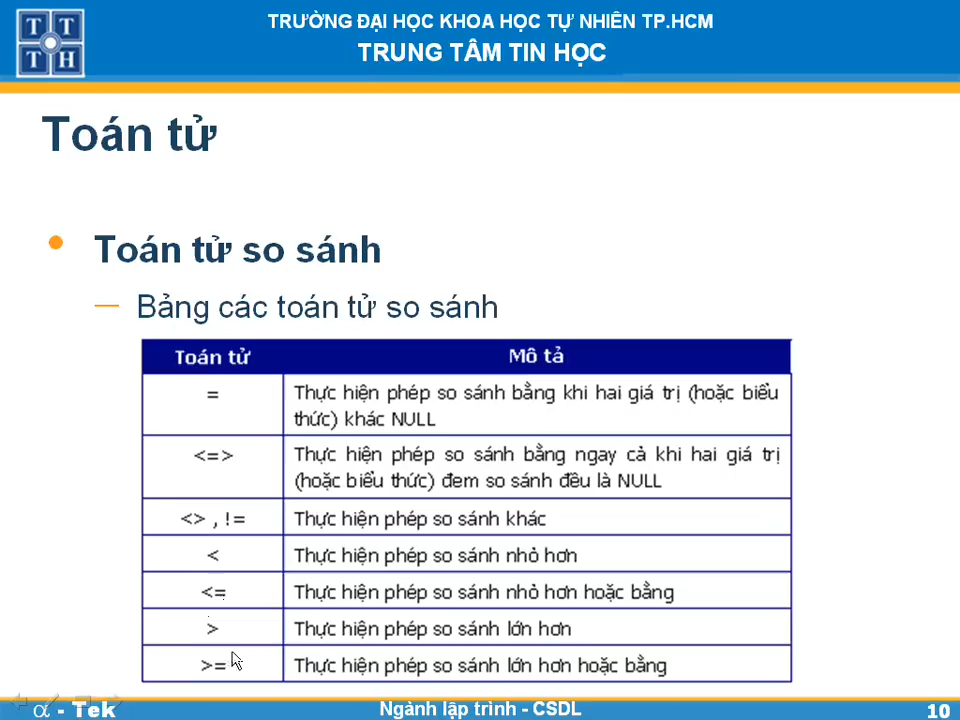 TRƯỜNG ĐẠI HỌC KHOA HỌC TỰ NHIÊN TP.HCM
TRUNG TÂM TIN HỌC
T T
T H
Toán tử
• Toán tử so sánh
– Bảng các toán tử so sánh
Toán tử Mô tả
= Thực hiện phép so sánh bằng khi hai giá trị (hoặc biểu
thức) khác NULL
<=> Thực hiện phép so sánh bằng ngay cả khi hai giá trị
(hoặc biểu thức) đem so sánh đều là NULL
<> , != Thực hiện phép so sánh khác
< Thực hiện phép so sánh nhỏ hơn
<= Thực hiện phép so sánh nhỏ hơn hoặc bằng
> Thực hiện phép so sánh lớn hơn
>= Thực hiện phép so sánh lớn hơn hoặc bằng
α - Tek Ngành lập trình - CSDL 10